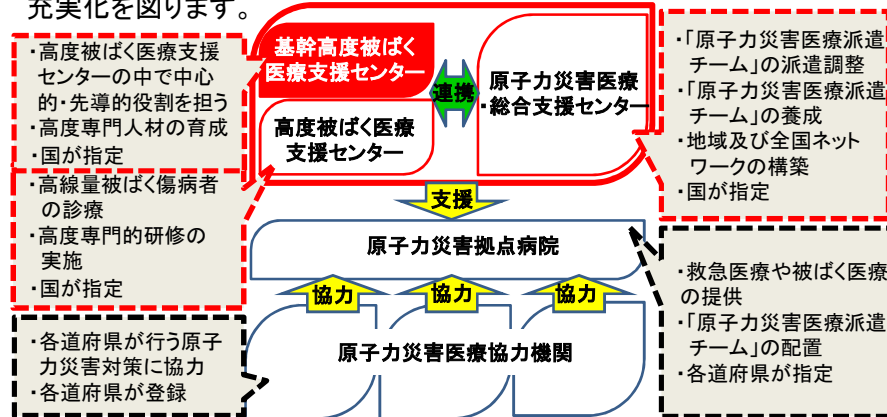 充実化を図ります。
・高度被ばく医療支援
センターの中で中心
的・先導的役割を担う
・高度専門人材の育成
・国が指定
・高線量被ばく傷病者
の診療
・高度専門的研修の
実施
・国が指定
・各道府県が行う原子
力災害対策に協力
・各道府県が登録
基幹高度被ばく
医療支援センター
高度被ばく医療
支援センター
連携
原子力災害医療
・総合支援センター
支援
原子力災害拠点病院
協力
協力
協力
原子力災害医療協力機関
・「原子力災害医療派遣
チーム」の派遣調整
・「原子力災害医療派遣
チーム」の養成
・地域及び全国ネット
ワークの構築
・国が指定
・救急医療や被ばく医療
の提供
・「原子力災害医療派遣
チーム」の配置
・各道府県が指定